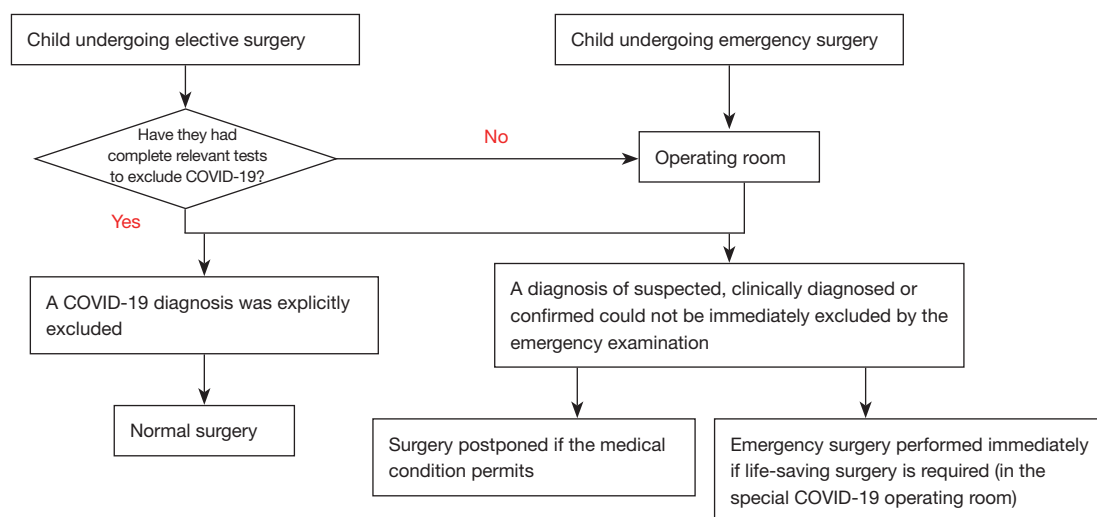 Child undergoing elective surgery
Child undergoing emergency surgery
Have they had
complete relevant tests
to exclude COVID-19?
No
Operating room
Yes
A COVID-19 diagnosis was explicitly
excluded
A diagnosis of suspected, clinically diagnosed or
confirmed could not be immediately excluded by the
emergency examination
Normal surgery
Surgery postponed if the medical
condition permits
Emergency surgery performed immediately
if life-saving surgery is required (in the
special COVID-19 operating room)